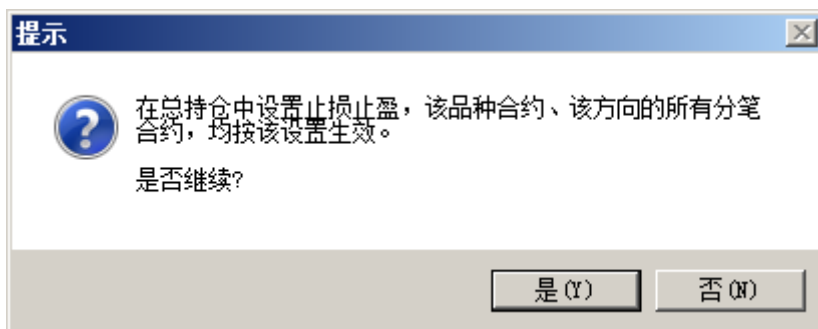 提示
在总持仓中设置止损止盈，该品种合约、该方向的所有分笔
合约，均按该设置生效。
是否继续?
是(Y)
否(N)